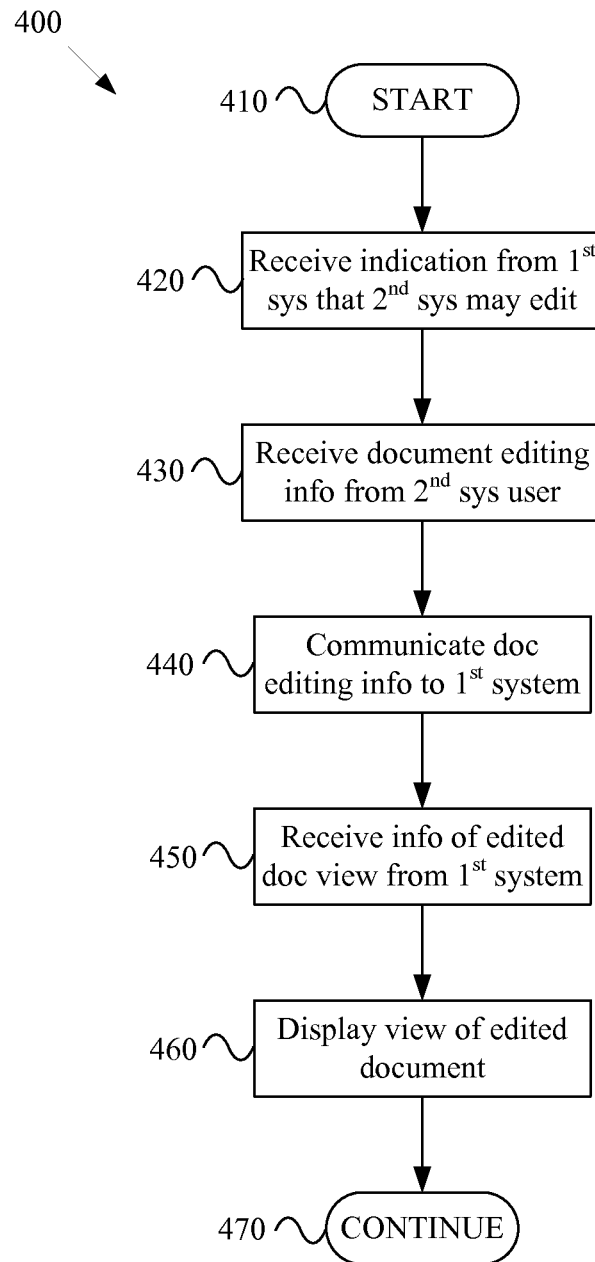 400
410
START
420
Receive indication from 1st
sys that 2nd sys may edit
430
Receive document editing
info from 2nd sys user
440
Communicate doc
editing info to 1st system
450
Receive info of edited
doc view from 1st system
460
Display view of edited
document
470
CONTINUE